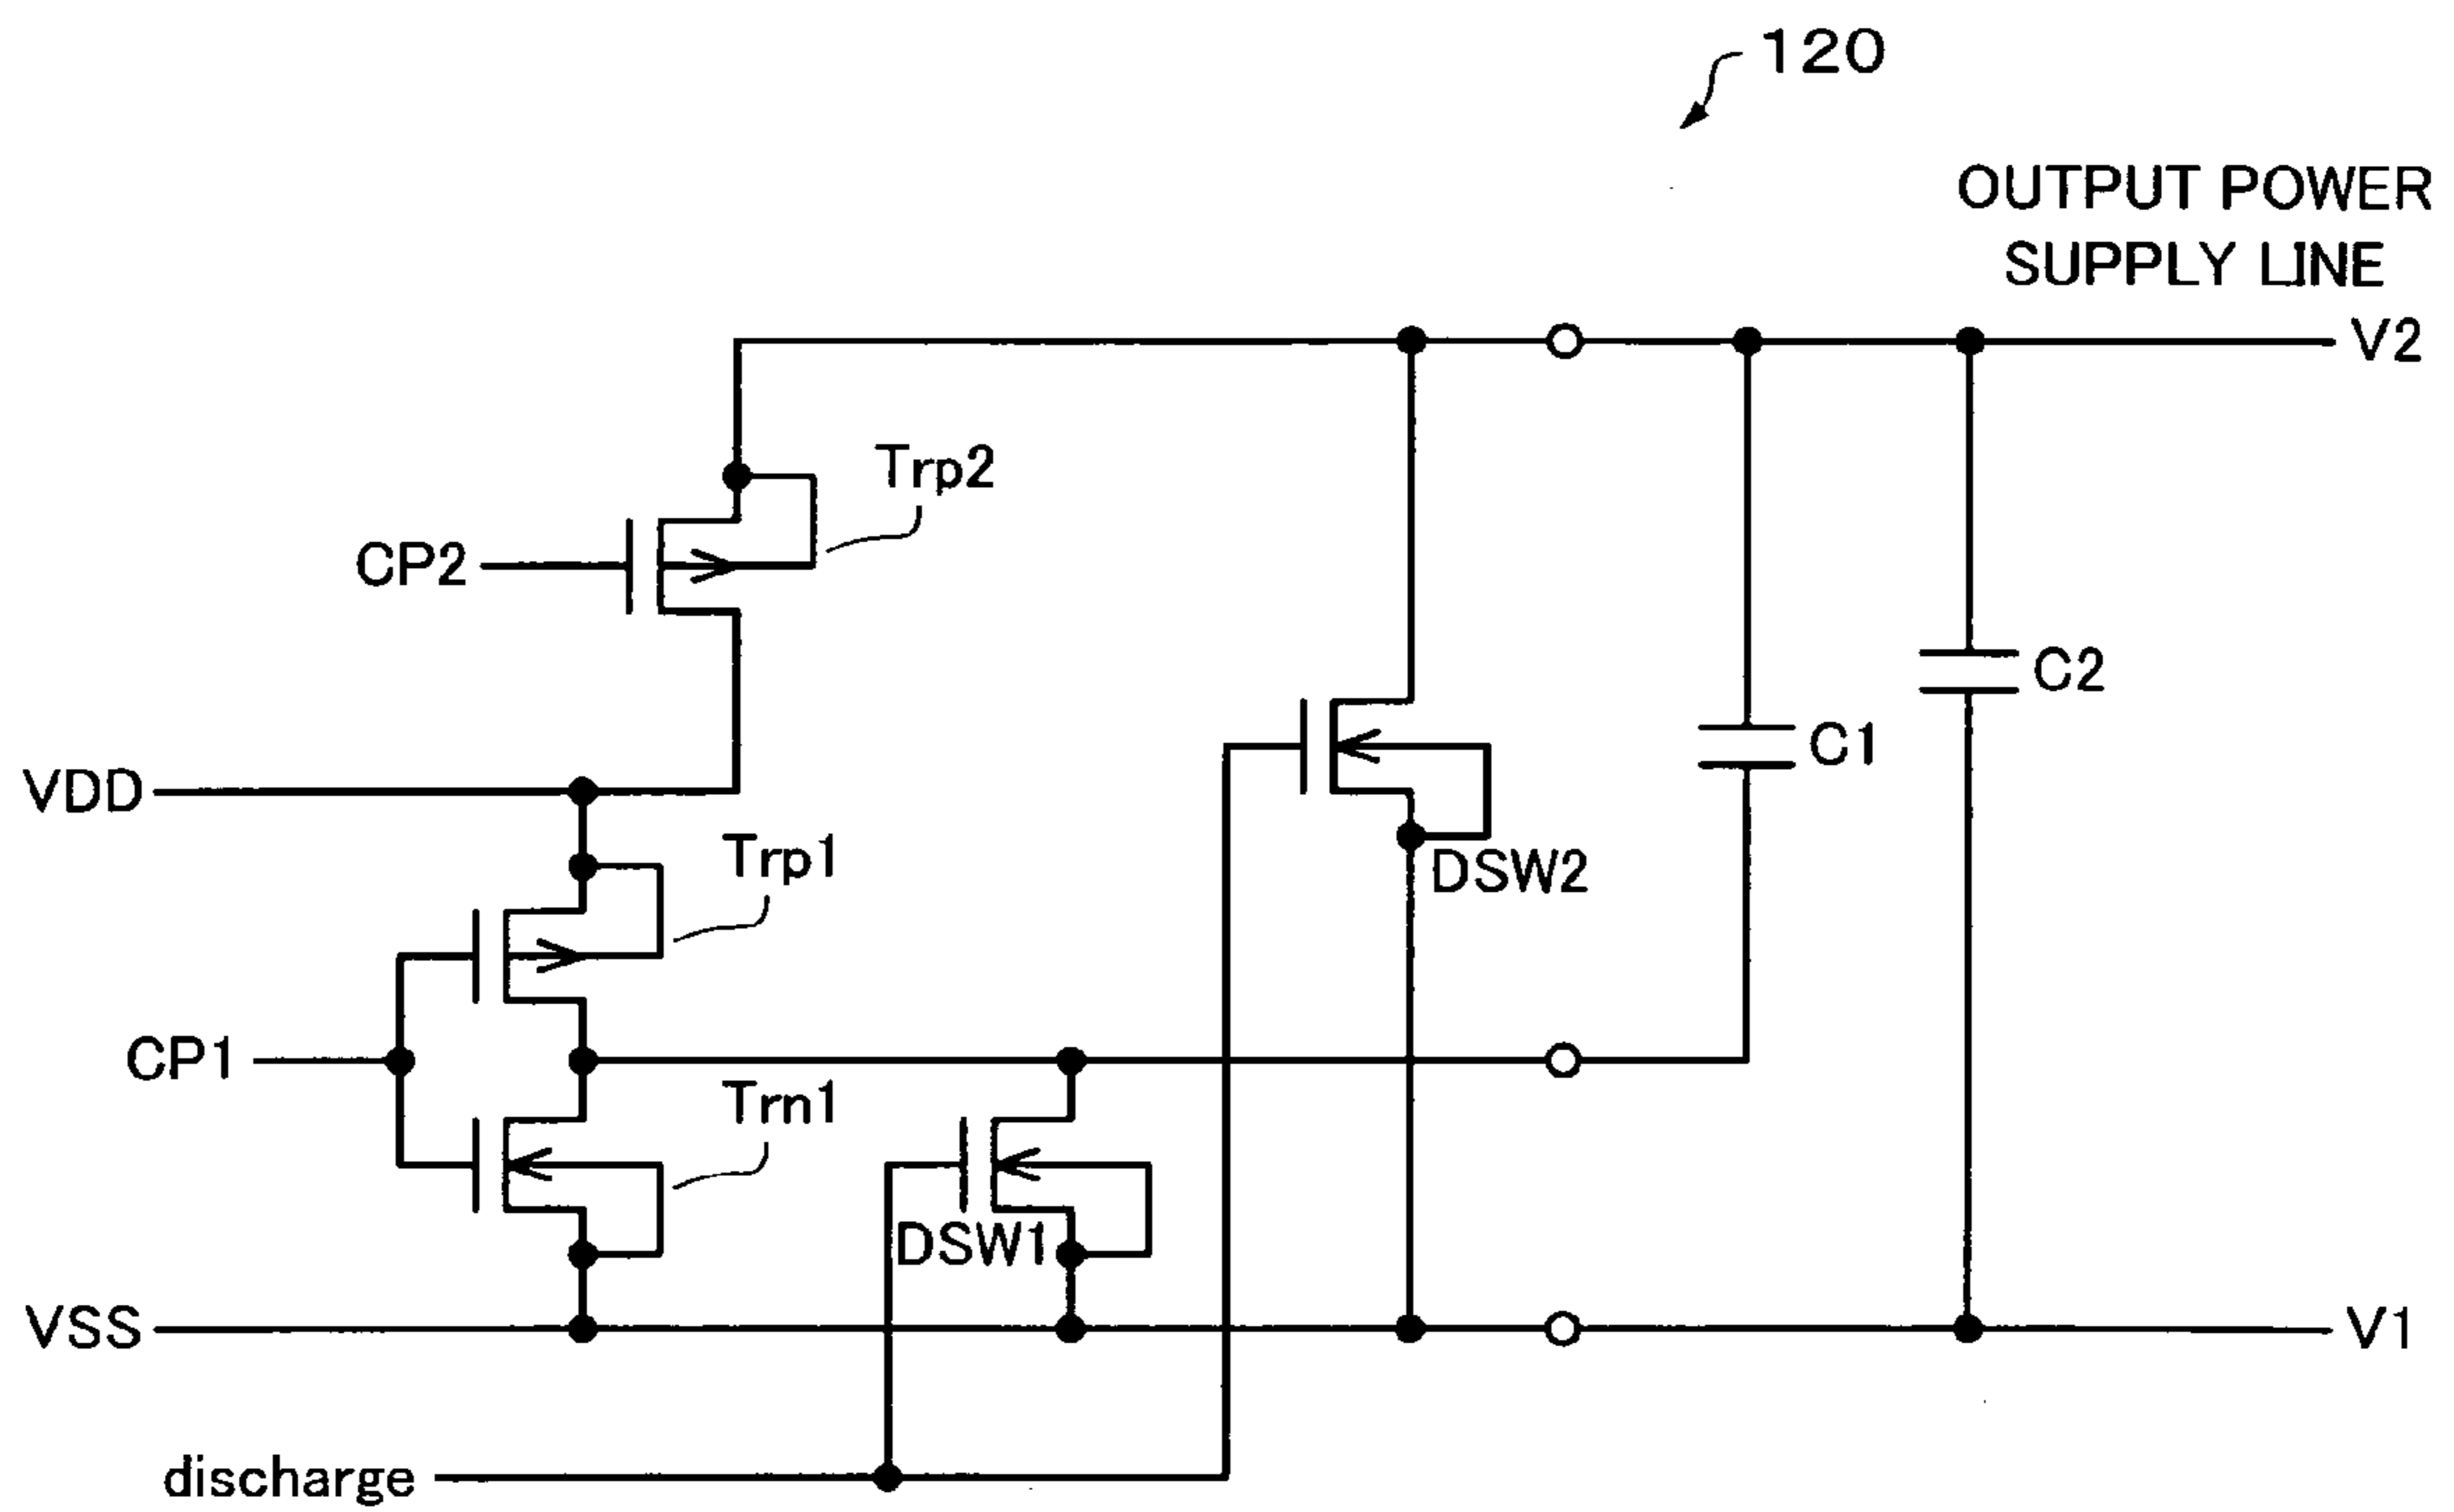 120
OUTPUT POWER
SUPPLY LINE
V2
Trp2
CP2
C2
C1
VDD
Trp1
DSW2
CP1
Trn1
DSW1
VSS
V1
discharge